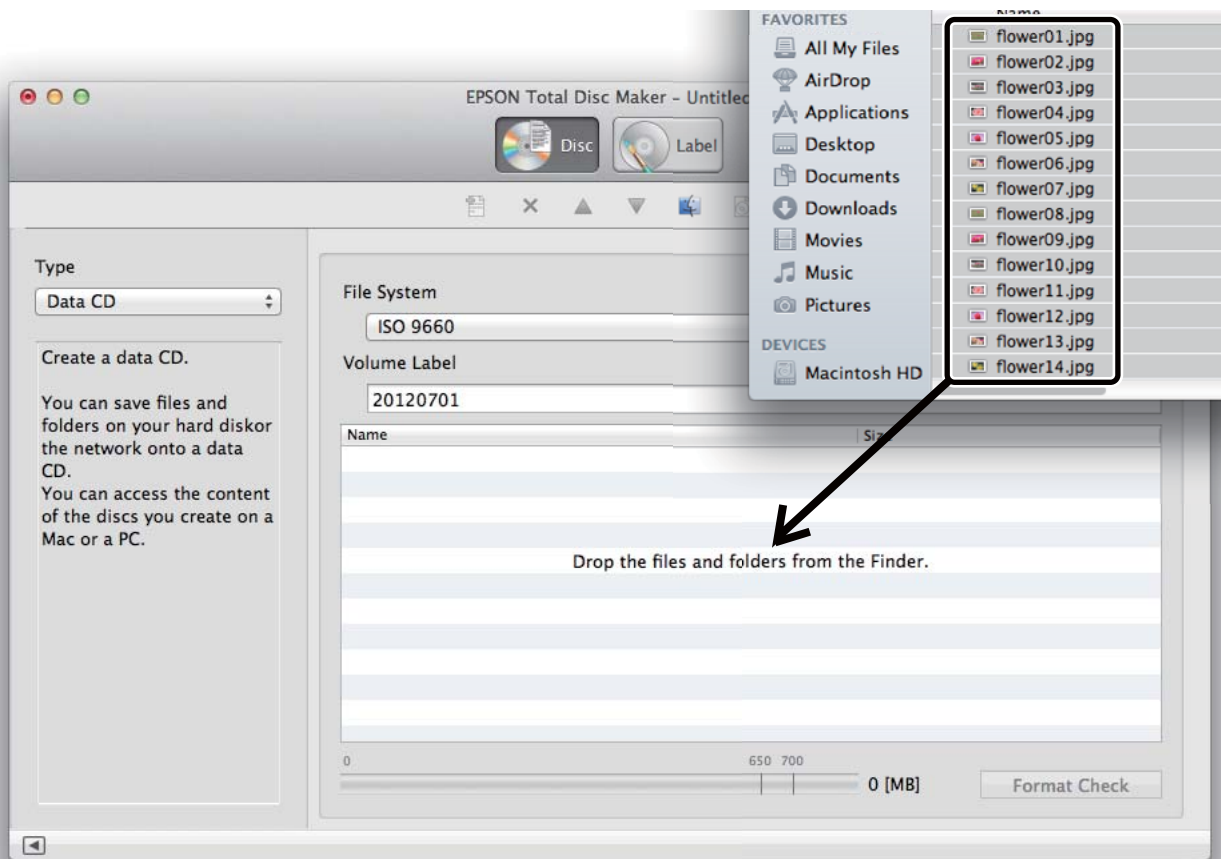 Name
FAVORITES
All My Files
AirDrop
Applications
Desktop
Documents
Downloads
Movies
Music
Pictures
DEVICES
Macintosh HD
flower01.jpg
flower02.jpg
flower03.jpg
flower04.jpg
flower05.jpg
flower06.jpg
flower07.jpg
flower08.jpg
flower09.jpg
flower10.jpg
flower11.jpg
flower12.jpg
flower13.jpg
flower14.jpg
EPSON Total Disc Maker – Untitled
Disc
Label
Type
Data CD
Create a data CD.
You can save files and
folders on your hard diskor
the network onto a data
CD.
You can access the content
of the discs you create on a
Mac or a PC.
File System
ISO 9660
Volume Label
20120701
Name
Size
Drop the files and folders from the Finder.
0
650 700
0 [MB]
Format Check